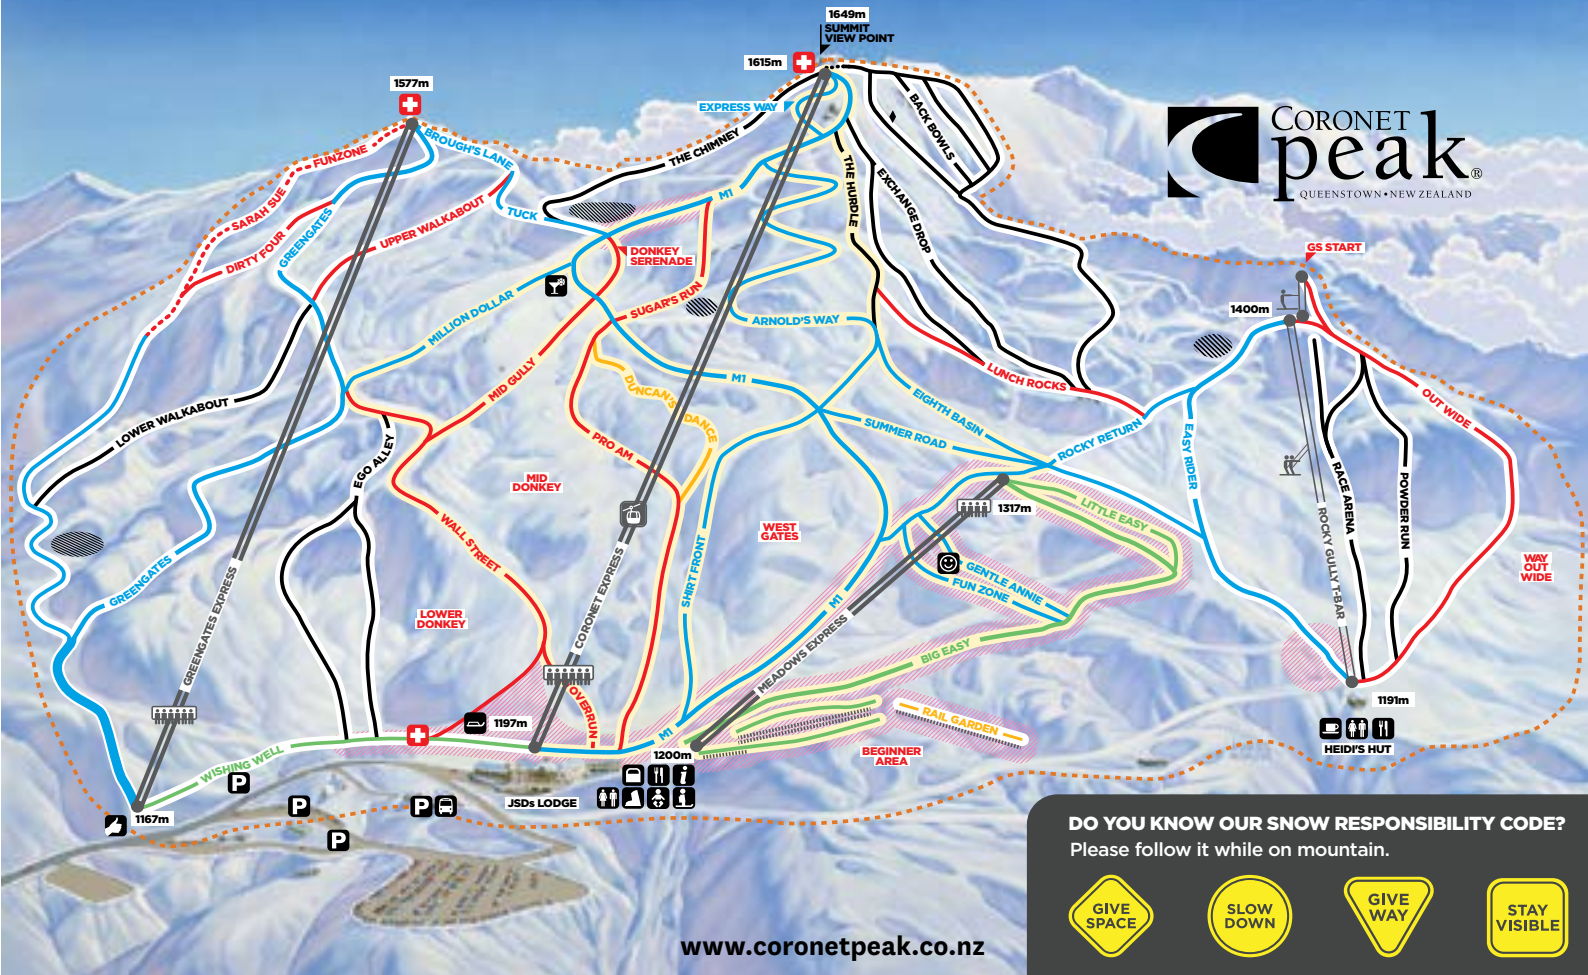 1649m
SUMMIT
VIEW POINT
1615m
1577m
EXPRESS WAY
BACK BOWLS
CORONET
peak®
QUEENSTOWN•NEW ZEALAND
BROUGH'S LANE
FUNZONE
THE CHIMNEY
THE HURDLE
EXCHANGE DROP
SARAH SUE
DIRTY FOUR
GREENGATES
UPPER WALKABOUT
TUCK
M1
DONKEY
SERENADE
GS START
1400m
MILLION DOLLAR
SUGAR'S RUN
ARNOLD'S WAY
MID GULLY
M1
LUNCH ROCKS
DUNCAN'S DANCE
EIGHTH BASIN
OUT WIDE
LOWER WALKABOUT
SUMMER ROAD
ROCKY RETURN
EASY RIDER
EGO ALLEY
PRO AM
MID
DONKEY
RACE ARENA
POWDER RUN
1317m
LITTLE EASY
WEST
GATES
WALL STREET
ROCKY GULLY T-BAR
GREENGATES
SHIRT FRONT
GENTLE ANNIE
FUN ZONE
WAY
OUT
WIDE
GREENGATES EXPRESS
CORONET EXPRESS
LOWER
DONKEY
M1
MEADOWS EXPRESS
BIG EASY
OVERRUN
1197m
M1
RAIL GARDEN
1191m
HEIDI'S HUT
WISHING WELL
1200m
BEGINNER
AREA
P
P
P
P
JSDs LODGE
1167m
DO YOU KNOW OUR SNOW RESPONSIBILITY CODE?
Please follow it while on mountain.
GIVE
SPACE
SLOW
DOWN
GIVE
WAY
STAY
VISIBLE
www.coronetpeak.co.nz